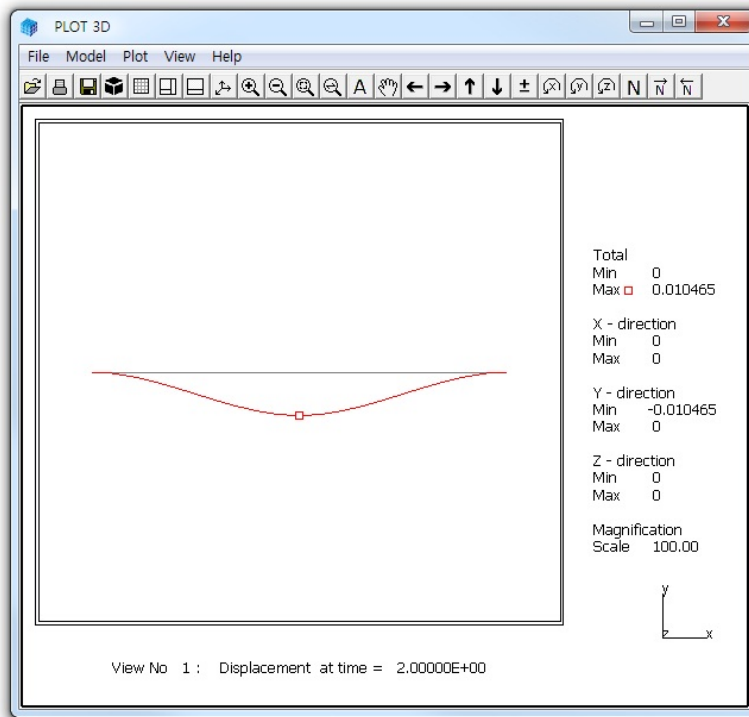 PLOT 3D
File Model Plot View Help
A N N N
Total
Min 0
Max 0.010465
X - direction
Min 0
Max 0
Y - direction
Min -0.010465
Max 0
Z - direction
Min 0
Max 0
Magnification
Scale 100.00
y
z x
View No 1 : Displacement at time = 2.00000E+00